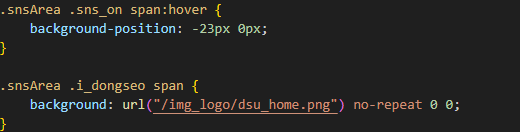 .snsArea .sns_on span:hover {
    background-position: -23px 0px;
}
.snsArea .i_dongseo span {
    background: url("/img_logo/dsu_home.png") no-repeat 0 0;
}